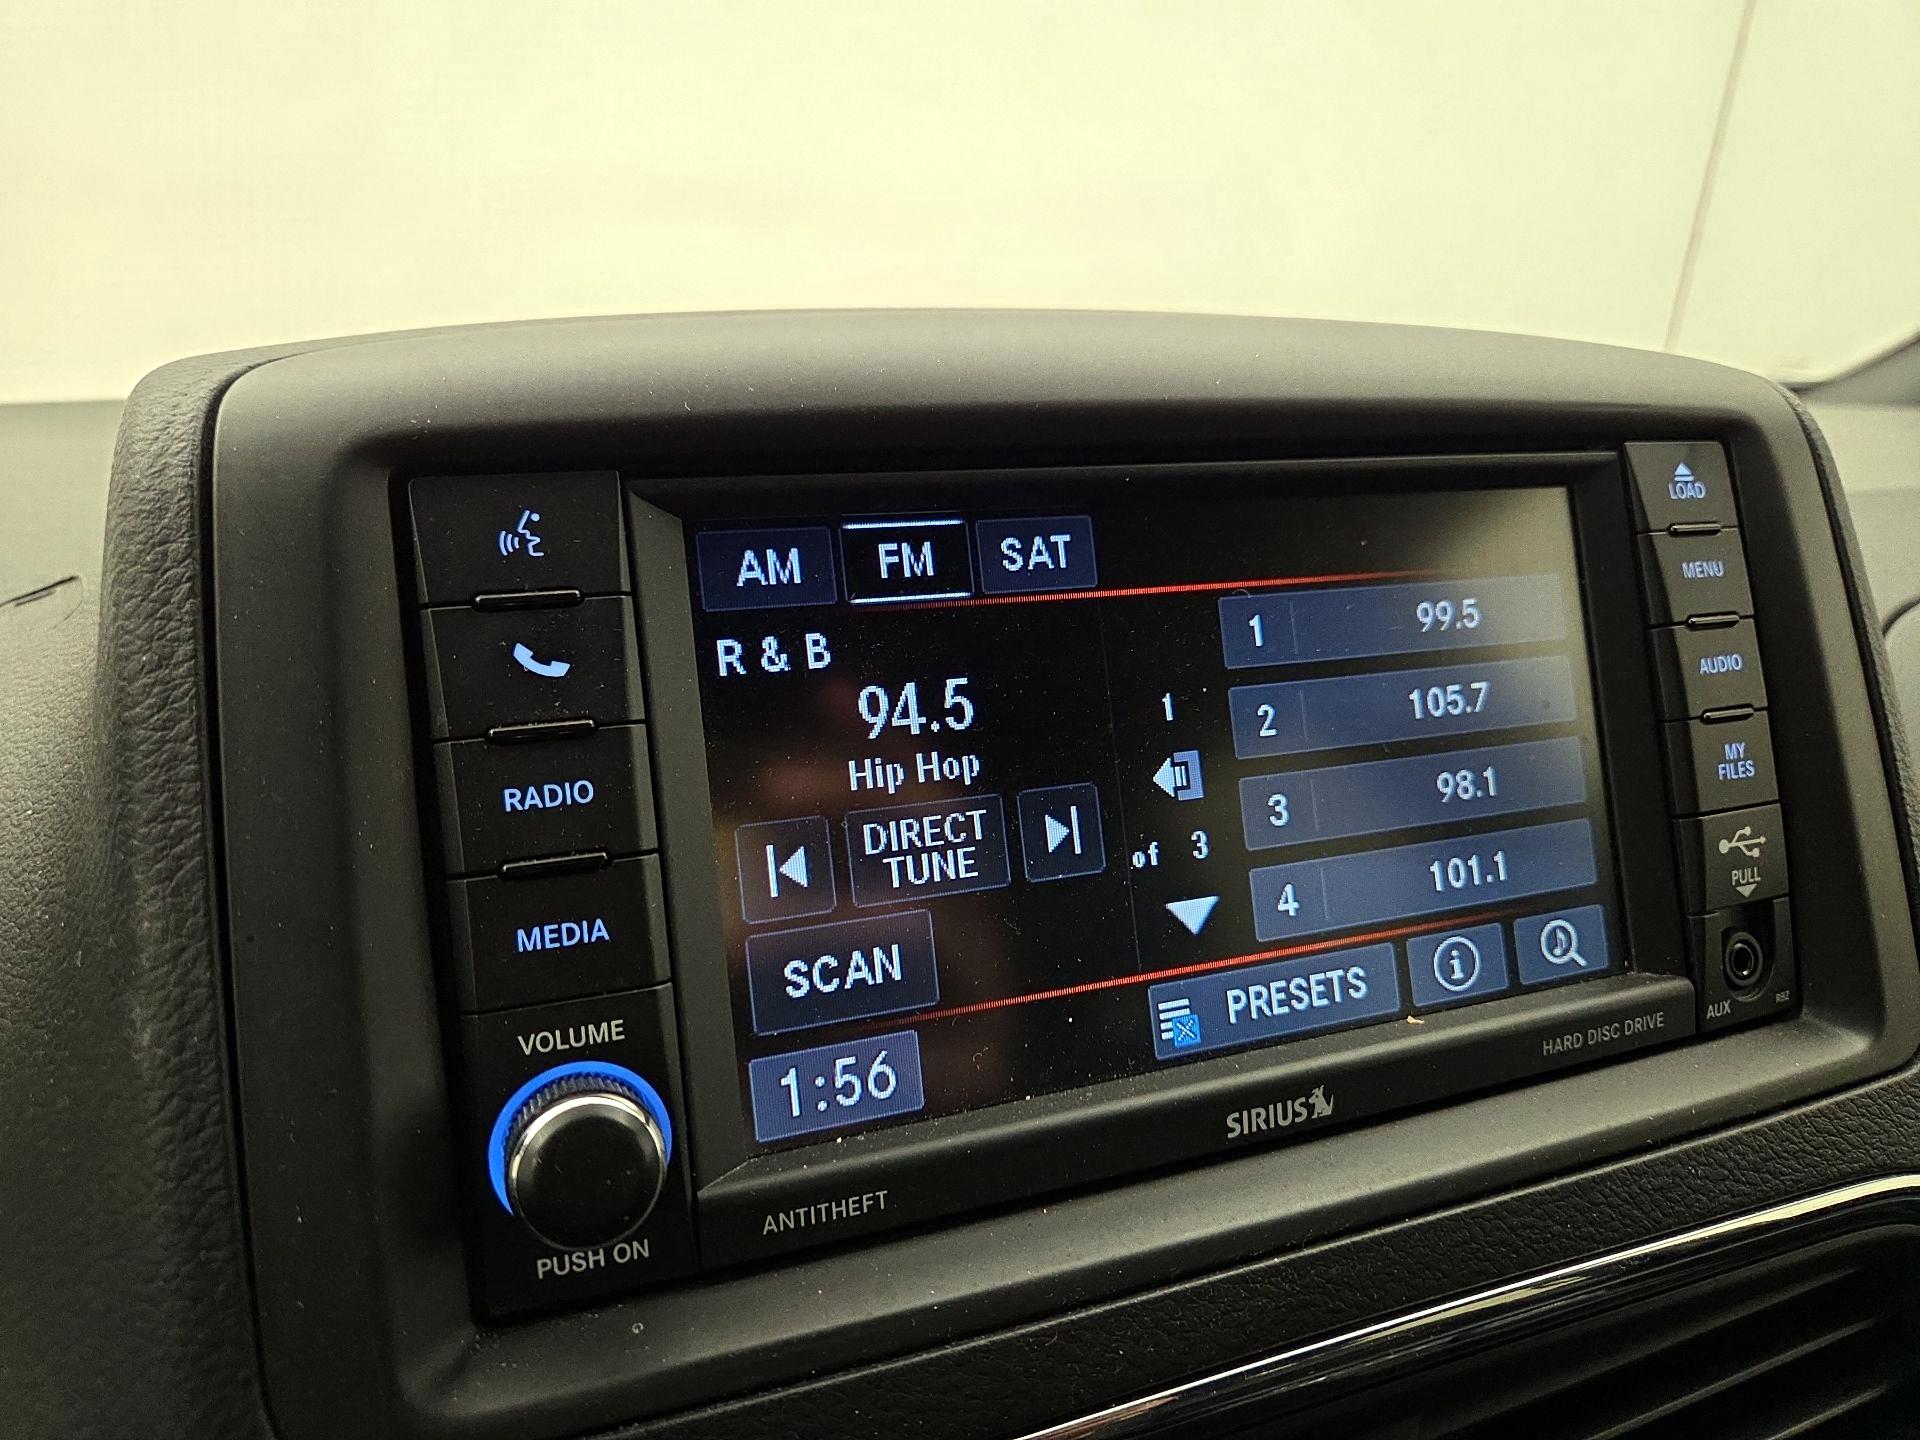 LOAD
MENU
AUDIO
MY
FILES
PULL
AUX
RBZ
RADIO
MEDIA
VOLUME
PUSH ON
AM
FM
SAT
R & B
94.5
Hip Hop
DIRECT
TUNE
SCAN
1:56
1
of 3
1 99.5
2 105.7
3 98.1
4 101.1
PRESETS
i
SIRIUS
HARD DISC DRIVE
ANTITHEFT